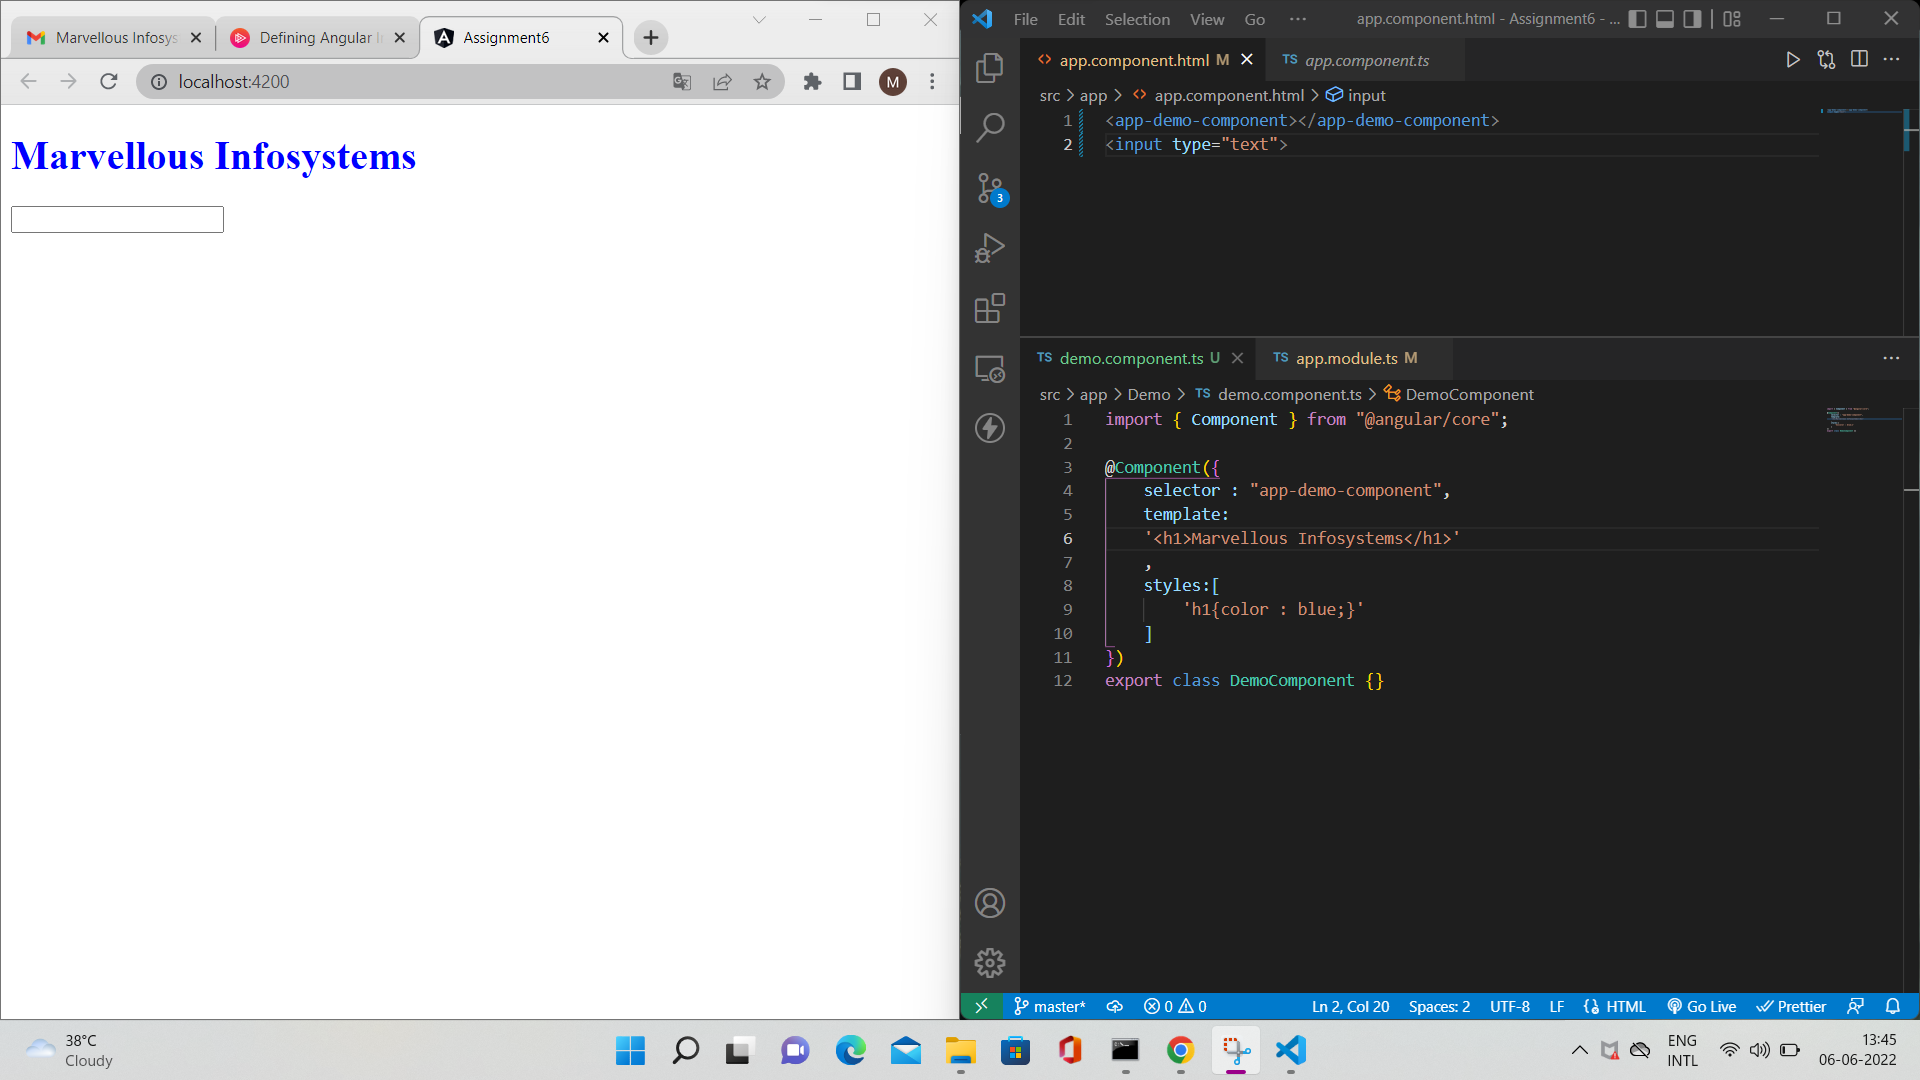 Marvellous Infosys
Defining Angular I
Assignment6
localhost:4200
M
Marvellous Infosystems
File Edit Selection View Go ··· app.component.html - Assignment6 - ...
app.component.html M
TS app.component.ts
src > app > app.component.html > input
1 <app-demo-component></app-demo-component>
2 <input type="text">
3
TS demo.component.ts U
TS app.module.ts M
src > app > Demo > TS demo.component.ts > DemoComponent
1 import { Component } from "@angular/core";
2
3 @Component({
4 selector : "app-demo-component",
5 template:
6 '<h1>Marvellous Infosystems</h1>'
7 ,
8 styles:[
9 'h1{color : blue;}'
10 ]
11 })
12 export class DemoComponent {}
master* 0 0 Ln 2, Col 20 Spaces: 2 UTF-8 LF HTML Go Live Prettier
38°C
Cloudy
ENG
INTL
13:45
06-06-2022